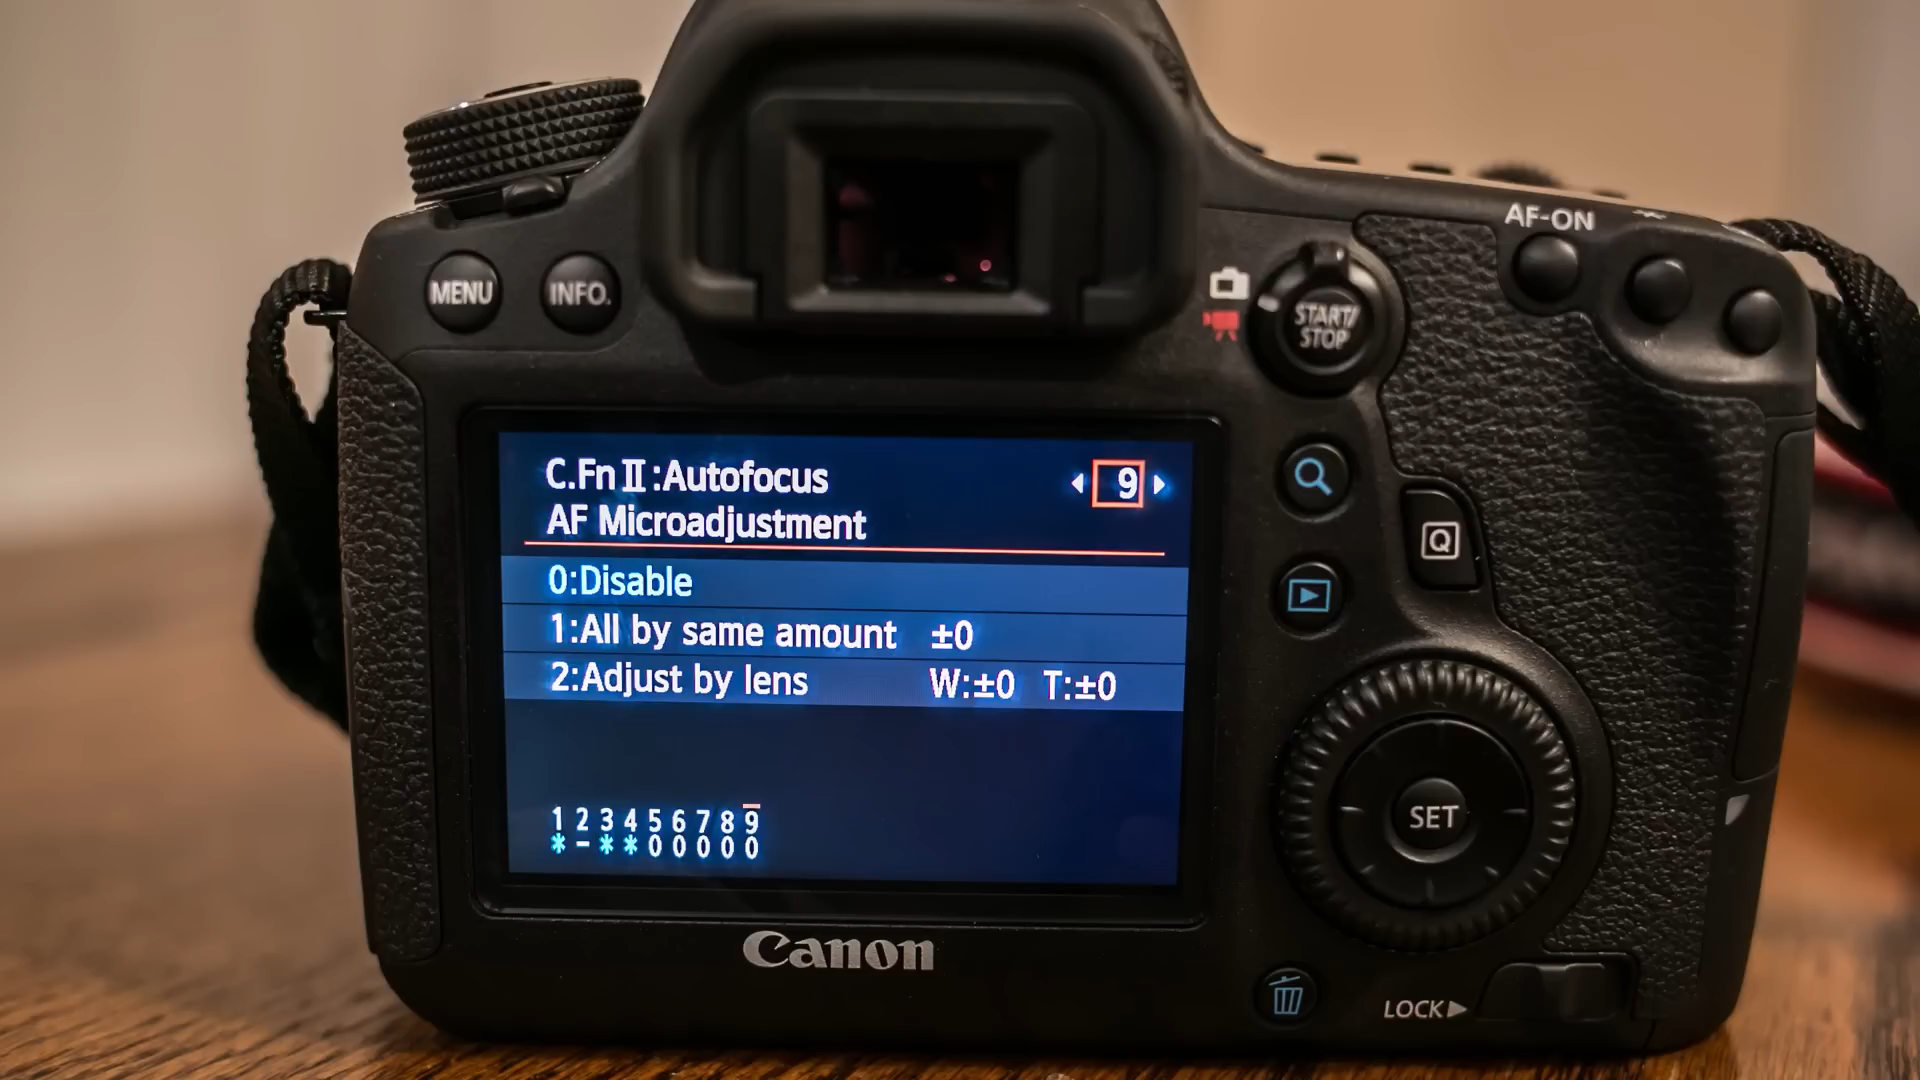 AF-ON
MENU
INFO.
START/
STOP
C.Fn II :Autofocus
9
AF Microadjustment
0:Disable
1:All by same amount ±0
2:Adjust by lens W:±0 T:±0
1 2 3 4 5 6 7 8 9
* - * * 0 0 0 0 0
Q
SET
Canon
LOCK▶